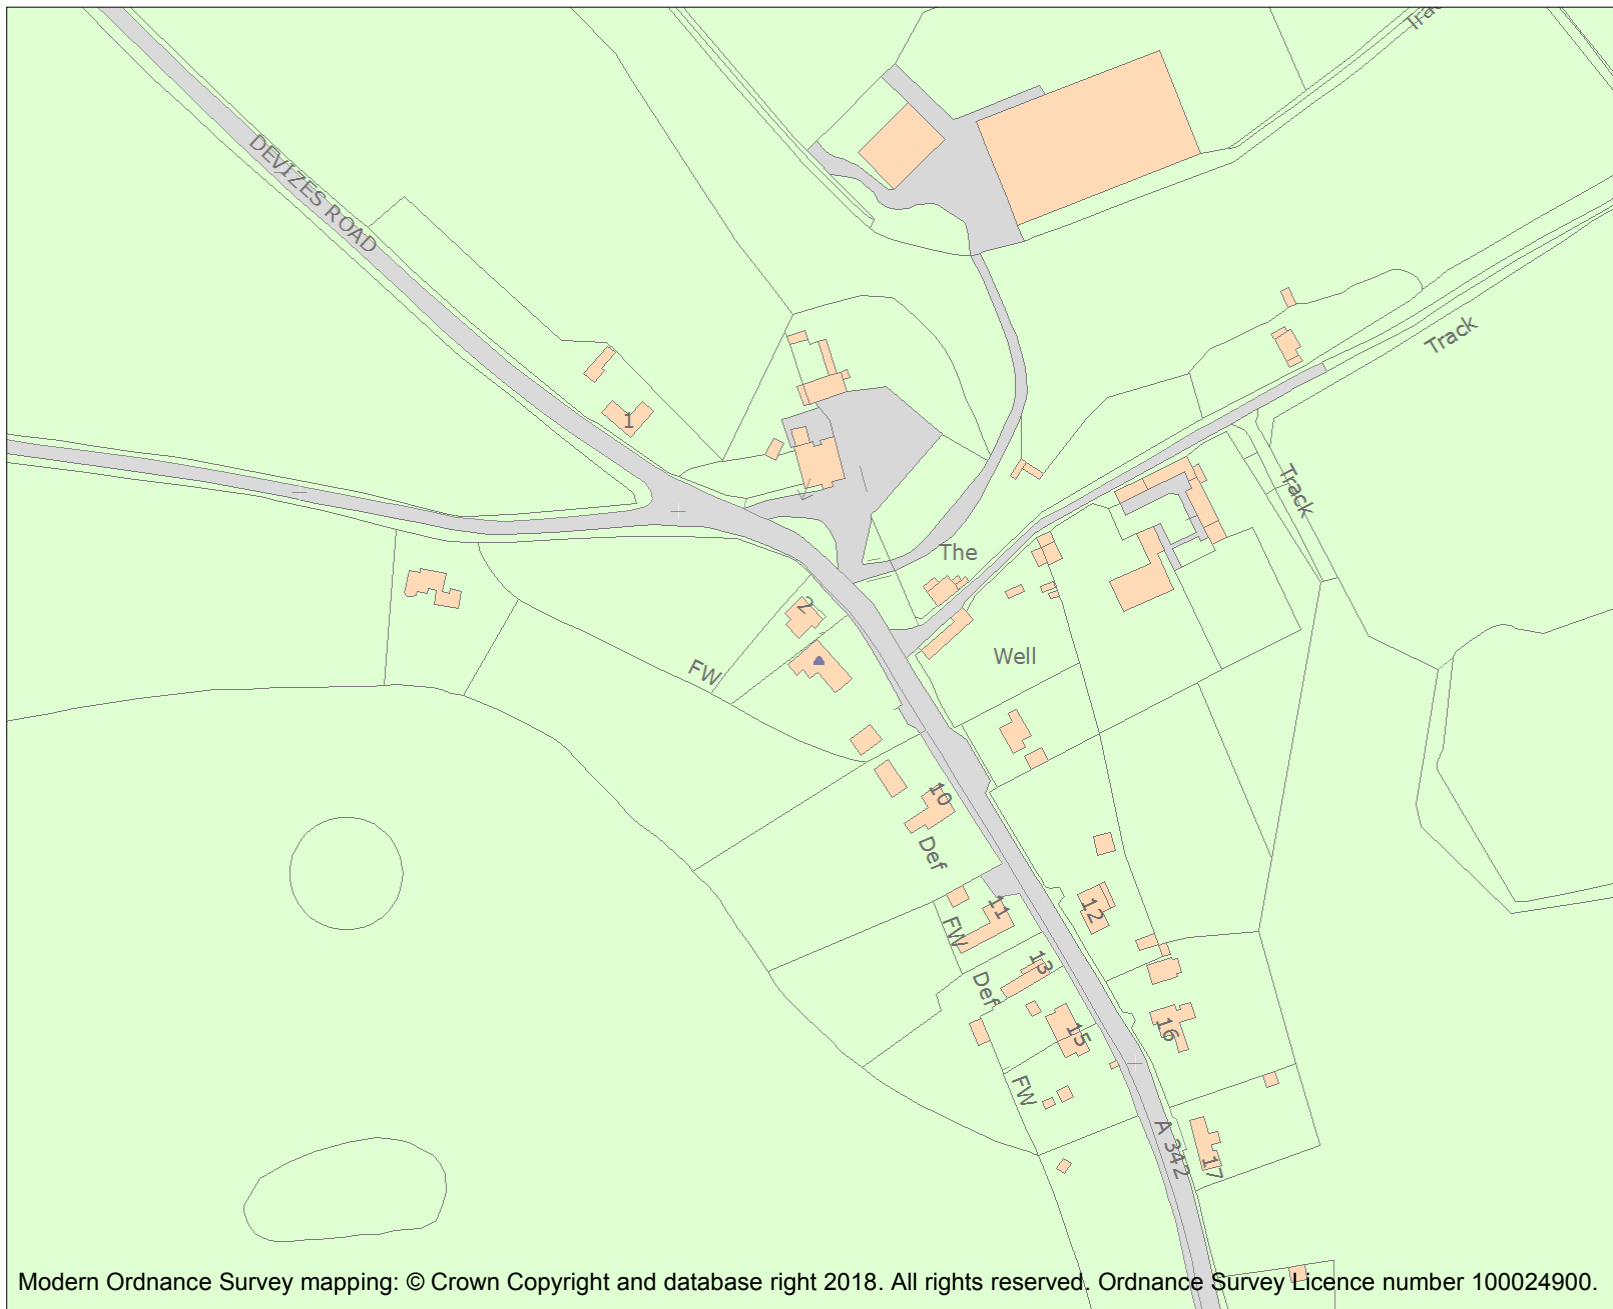 Trac
DEVIZES ROAD
Track
1
Track
The
2
Well
FW
10
Def
11
12
FW
13
Def
16
15
FW
A 342
17
Modern Ordnance Survey mapping: © Crown Copyright and database right 2018. All rights reserved. Ordnance Survey Licence number 100024900.